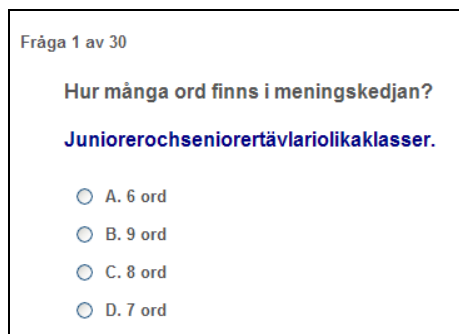 Fråga 1 av 30
Hur många ord finns i meningskedjan?
Juniorerochseniorertävlariolikaklasser.
A. 6 ord
B. 9 ord
C. 8 ord
D. 7 ord